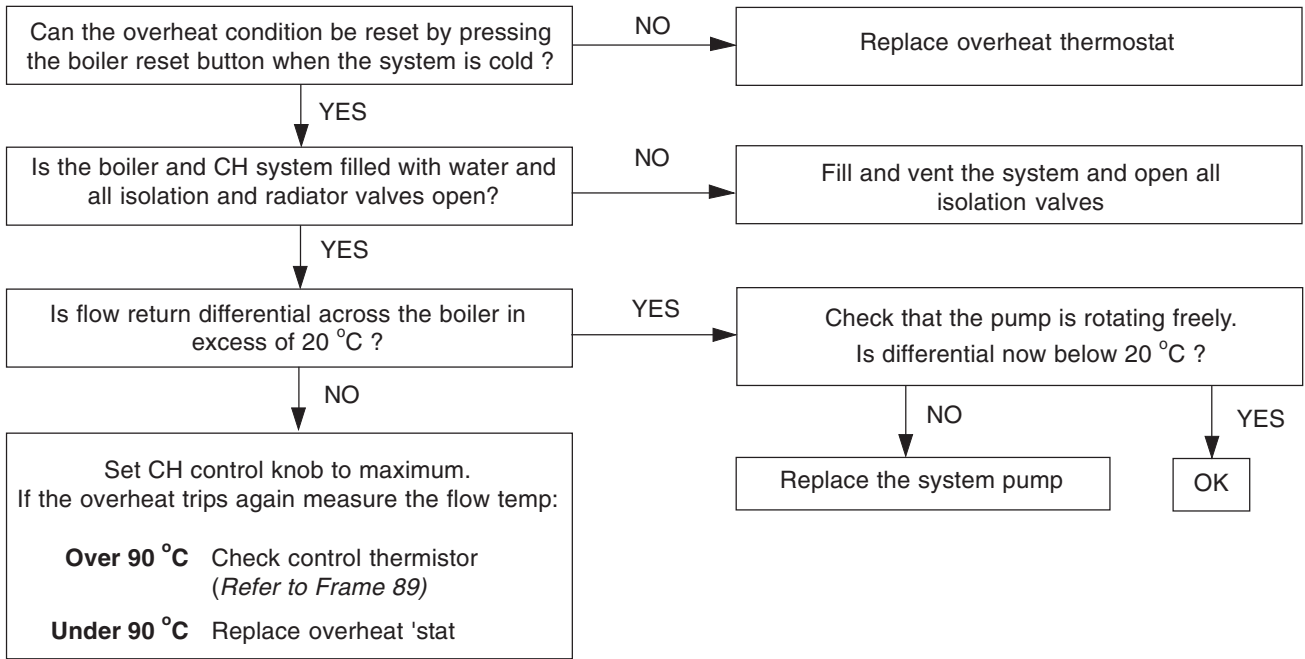 Can the overheat condition be reset by pressing
the boiler reset button when the system is cold ?
NO
Replace overheat thermostat
YES
Is the boiler and CH system filled with water and
all isolation and radiator valves open?
NO
Fill and vent the system and open all
isolation valves
YES
Is flow return differential across the boiler in
excess of 20 °C ?
YES
Check that the pump is rotating freely.
Is differential now below 20 °C ?
NO
NO
YES
Set CH control knob to maximum.
If the overheat trips again measure the flow temp:
Over 90 °C Check control thermistor
(Refer to Frame 89)
Under 90 °C Replace overheat 'stat
Replace the system pump
OK